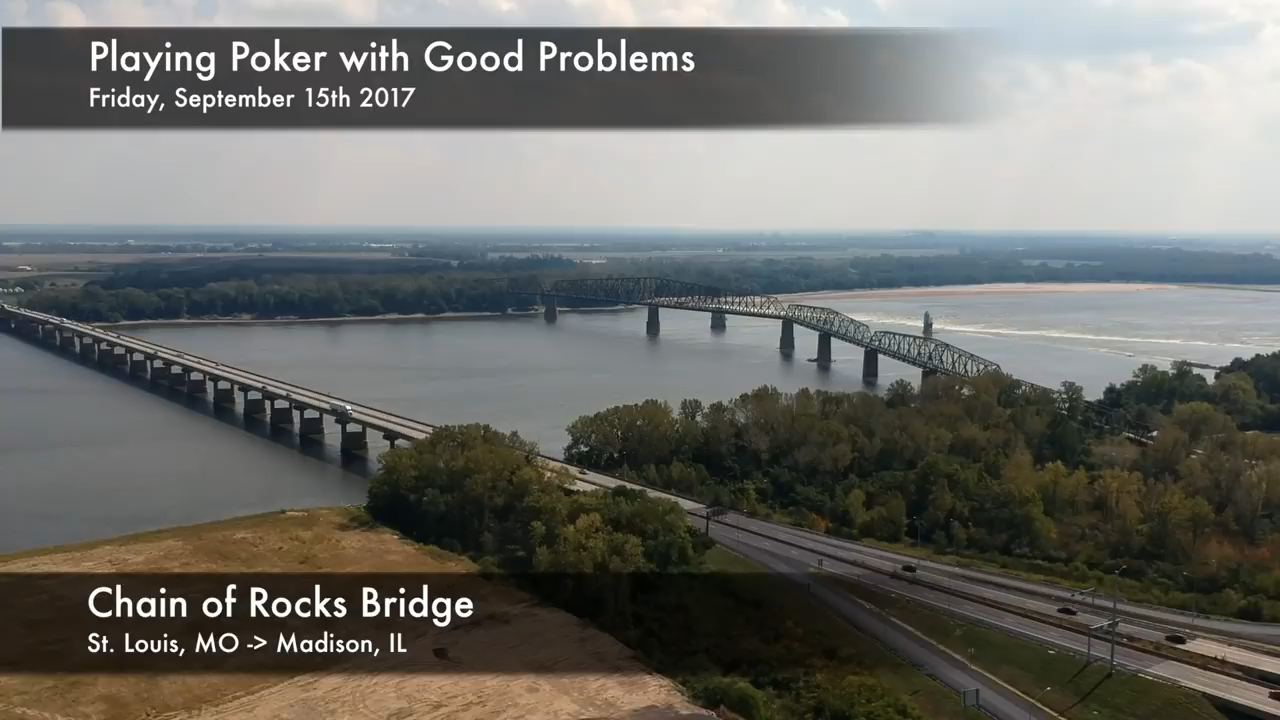 Playing Poker with Good Problems
Friday, September 15th 2017
Chain of Rocks Bridge
St. Louis, MO -> Madison, IL